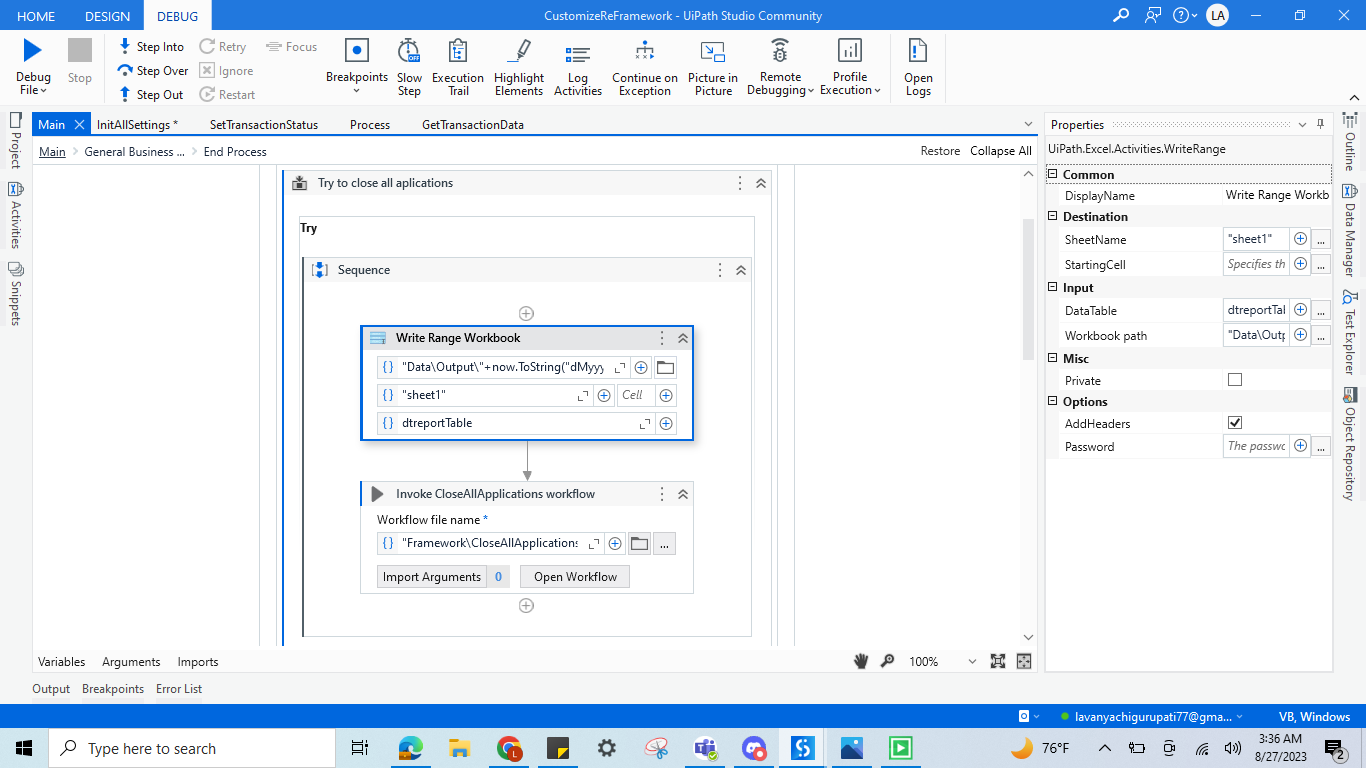 HOME DESIGN DEBUG CustomizeReFramework - UiPath Studio Community LA
Debug File Stop Step Into Step Over Step Out Retry Ignore Restart Focus Breakpoints Slow Step Execution Trail Highlight Elements Log Activities Continue on Exception Picture in Picture Remote Debugging Profile Execution Open Logs
Main InitAllSettings * SetTransactionStatus Process GetTransactionData
Main General Business ... End Process Restore Collapse All
Project
Activities
Snippets
Try to close all aplications
Try
Sequence
Write Range Workbook
"Data\Output\"+now.ToString("dMyyy
"sheet1" Cell
dtreportTable
Invoke CloseAllApplications workflow
Workflow file name *
"Framework\CloseAllApplications ...
Import Arguments 0 Open Workflow
Variables Arguments Imports 100%
Output Breakpoints Error List
Properties
UiPath.Excel.Activities.WriteRange
Common
DisplayName Write Range Workb
Destination
SheetName "sheet1" ...
StartingCell Specifies th ...
Input
DataTable dtreportTal ...
Workbook path "Data\Outp ...
Misc
Private
Options
AddHeaders
Password The passwo ...
Outline
Data Manager
Test Explorer
Object Repository
lavanyachigurupati77@gma... VB, Windows
Type here to search 76°F 3:36 AM
8/27/2023 2